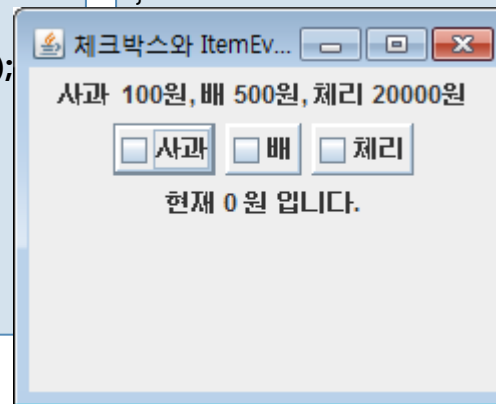 );
체크박스와 ItemEv...
사과 100원, 배 500원, 체리 20000원
사과 배 체리
현재 0 원 입니다.